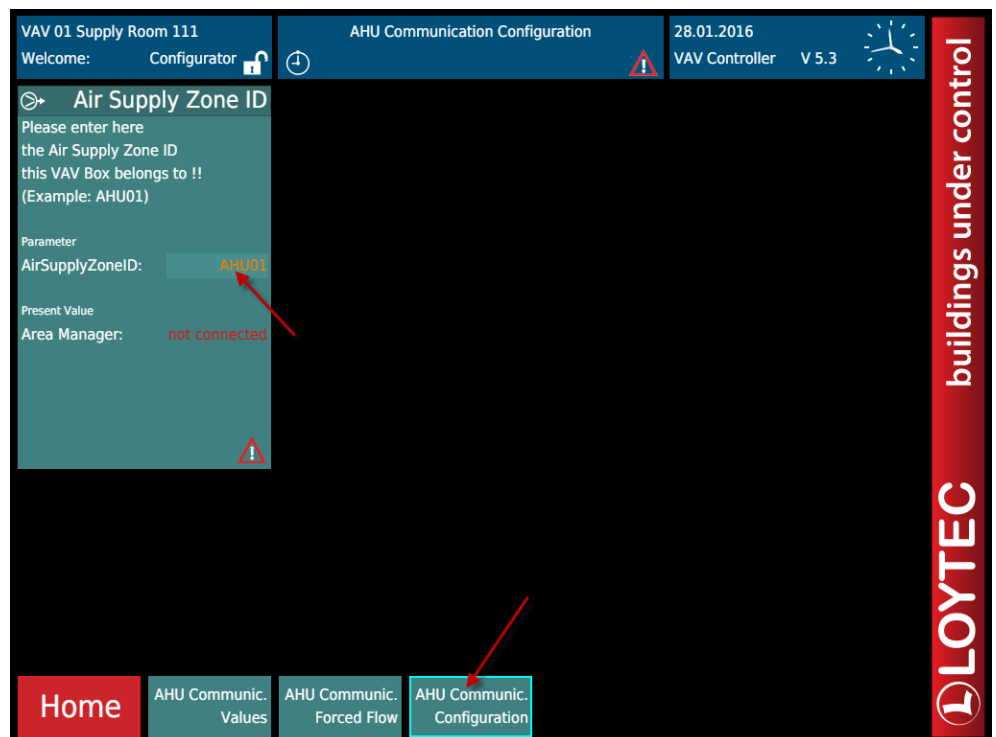 VAV 01 Supply Room 111
Welcome: Configurator
AHU Communication Configuration
28.01.2016
VAV Controller V 5.3
Air Supply Zone ID
Please enter here
the Air Supply Zone ID
this VAV Box belongs to !!
(Example: AHU01)
Parameter
AirSupplyZoneID: AHU01
Present Value
Area Manager: not connected
Home
AHU Communic.
Values
AHU Communic.
Forced Flow
AHU Communic.
Configuration
LOYTEC buildings under control